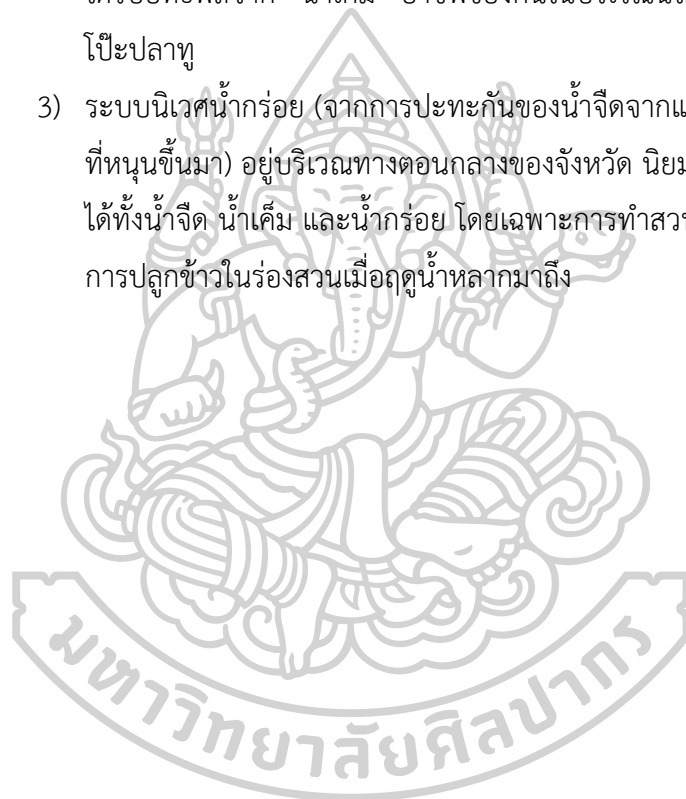 โป๊ะปลาทู
3) ระบบนิเวศน้ำกร่อย (จากการปะทะกันของน้ำจืดจาก
ที่หนุนขึ้นมา) อยู่บริเวณทางตอนกลางของจังหวัด
ได้ทั้งน้ำจืด น้ำเค็ม และน้ำกร่อย โดยเฉพาะการ
การปลูกข้าวในร่องสวนเมื่อฤดูน้ำหลากมาถึง
มหาวิทยาลัยศิลปากร